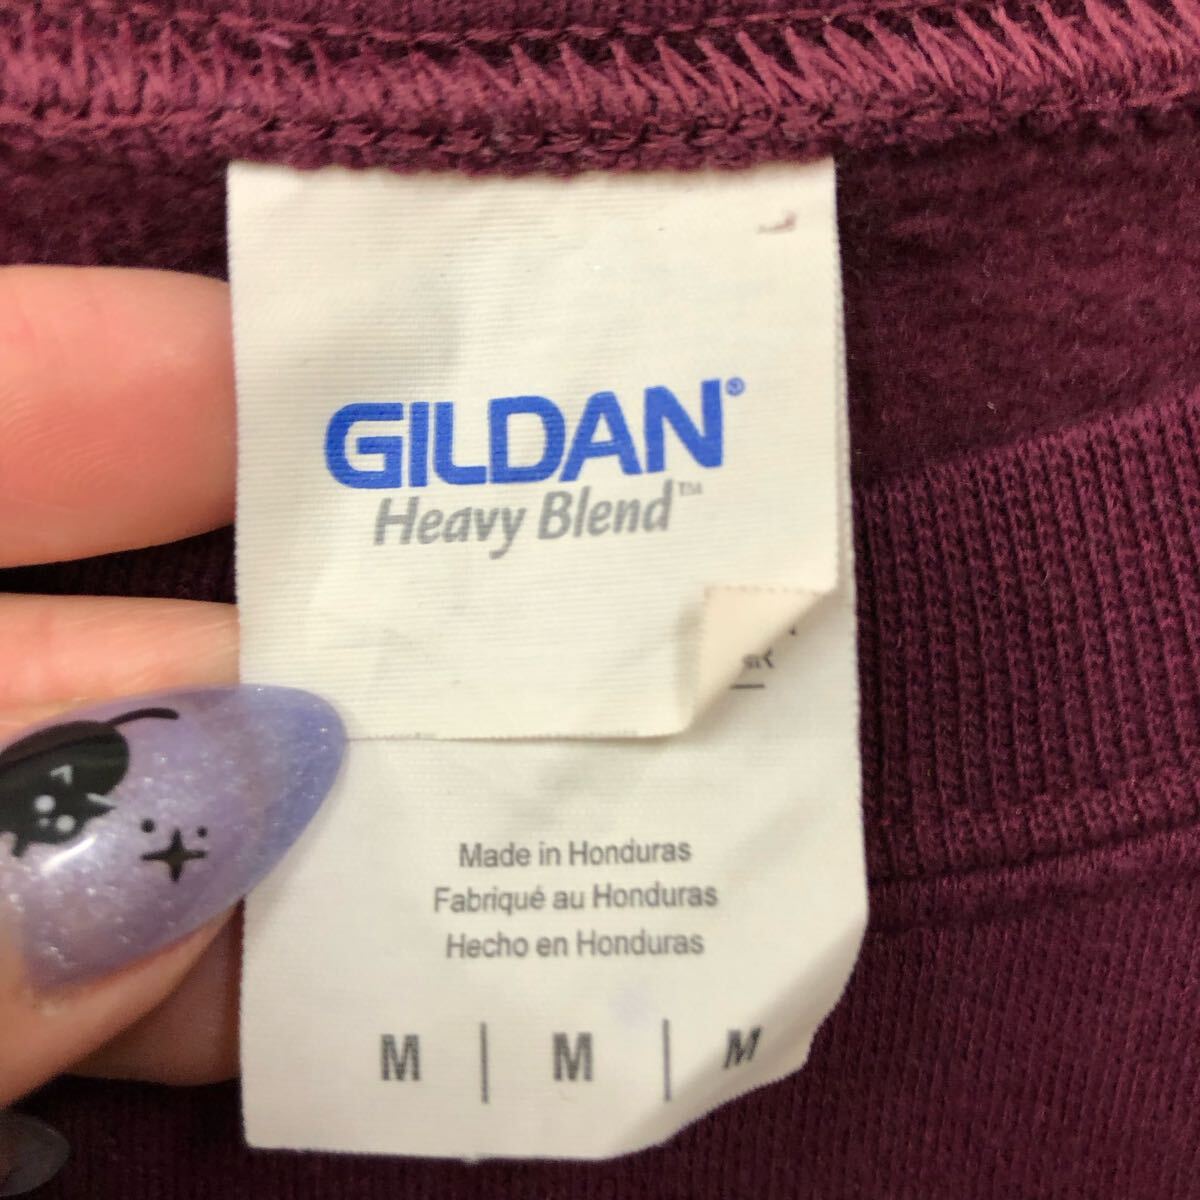 GILDAN®
Heavy Blend™
Made in Honduras
Fabriqué au Honduras
Hecho en Honduras
M | M | M